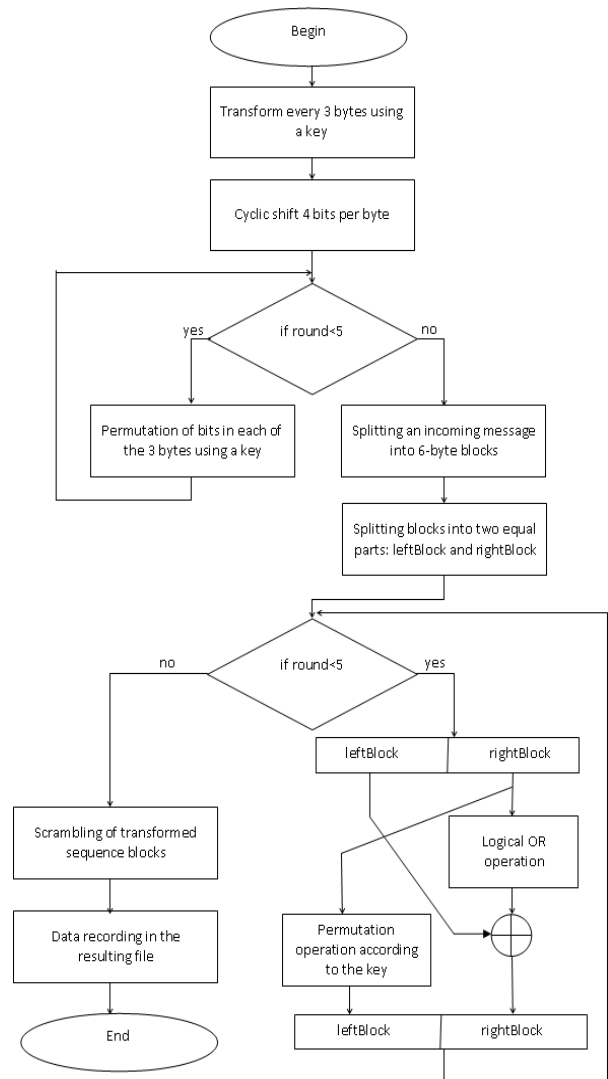 Begin
Transform every 3 bytes using
a key
Cyclic shift 4 bits per byte
if round<5
yes
no
Permutation of bits in each of
the 3 bytes using a key
Splitting an incoming message
into 6-byte blocks
Splitting blocks into two equal
parts: leftBlock and rightBlock
if round<5
no
yes
leftBlock
rightBlock
Scrambling of transformed
sequence blocks
Logical OR
operation
Data recording in the
resulting file
Permutation
operation according
to the key
End
leftBlock
rightBlock